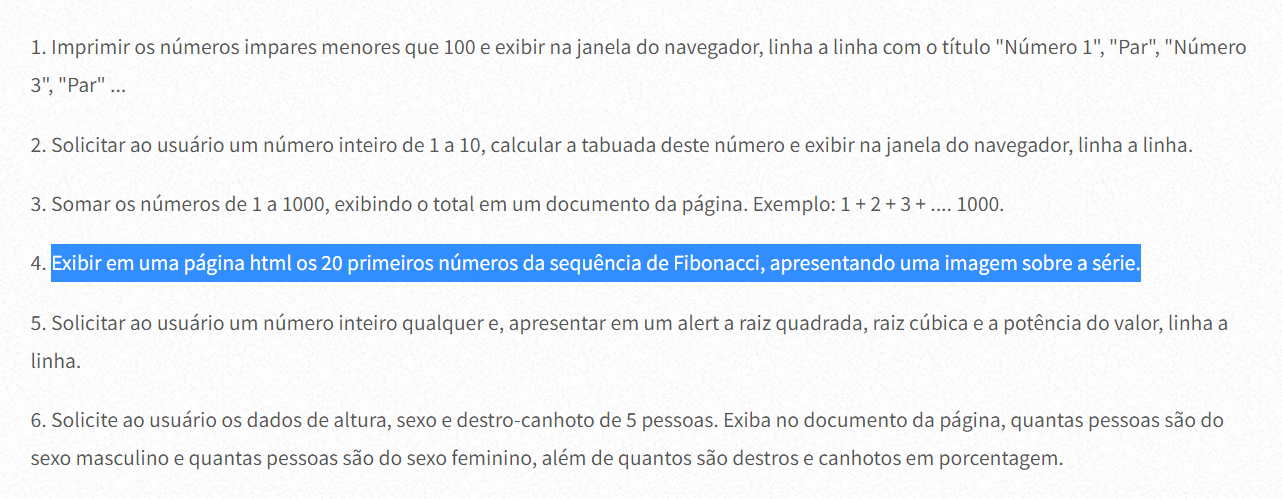 1. Imprimir os números impares menores que 100 e exibir na janela do navegador, linha a linha com o título "Número 1", "Par", "Número
3", "Par" ...
2. Solicitar ao usuário um número inteiro de 1 a 10, calcular a tabuada deste número e exibir na janela do navegador, linha a linha.
3. Somar os números de 1 a 1000, exibindo o total em um documento da página. Exemplo: 1 + 2 + 3 + .... 1000.
4. Exibir em uma página html os 20 primeiros números da sequência de Fibonacci, apresentando uma imagem sobre a série.
5. Solicitar ao usuário um número inteiro qualquer e, apresentar em um alert a raiz quadrada, raiz cúbica e a potência do valor, linha a
linha.
6. Solicite ao usuário os dados de altura, sexo e destro-canhoto de 5 pessoas. Exiba no documento da página, quantas pessoas são do
sexo masculino e quantas pessoas são do sexo feminino, além de quantos são destros e canhotos em porcentagem.